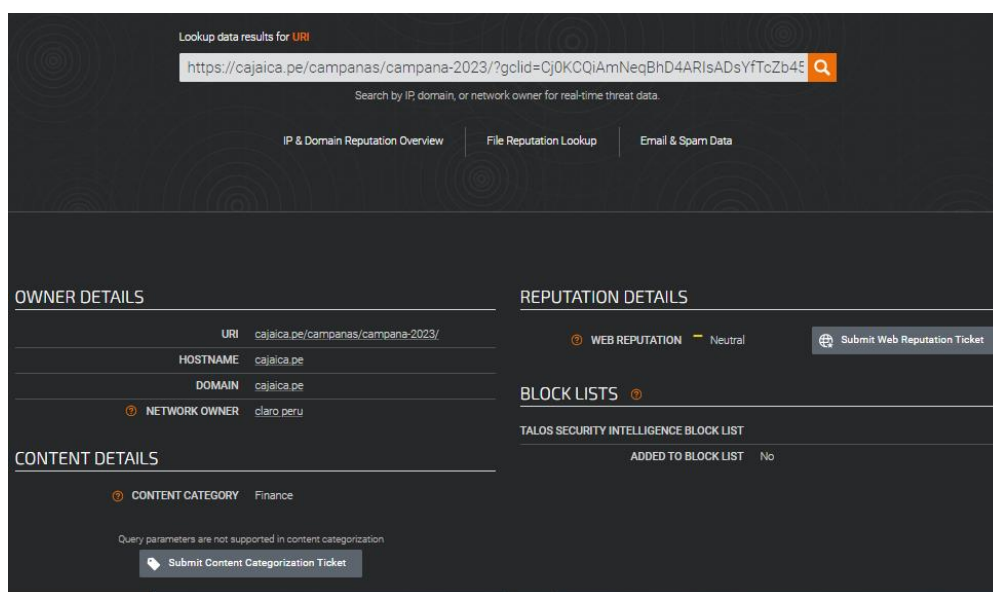 Lookup data results for URI
https://cajaica.pe/campanas/campana-2023/?gclid=Cj0KCQiAmNeqBhD4ARIsADsYfTcZb45
Search by IP, domain, or network owner for real-time threat data.
IP & Domain Reputation Overview
File Reputation Lookup
Email & Spam Data
OWNER DETAILS
URI cajaica.pe/campanas/campana-2023/
HOSTNAME cajaica.pe
DOMAIN cajaica.pe
NETWORK OWNER claro peru
CONTENT DETAILS
CONTENT CATEGORY Finance
Query parameters are not supported in content categorization
Submit Content Categorization Ticket
REPUTATION DETAILS
WEB REPUTATION Neutral
Submit Web Reputation Ticket
BLOCK LISTS
TALOS SECURITY INTELLIGENCE BLOCK LIST
ADDED TO BLOCK LIST No